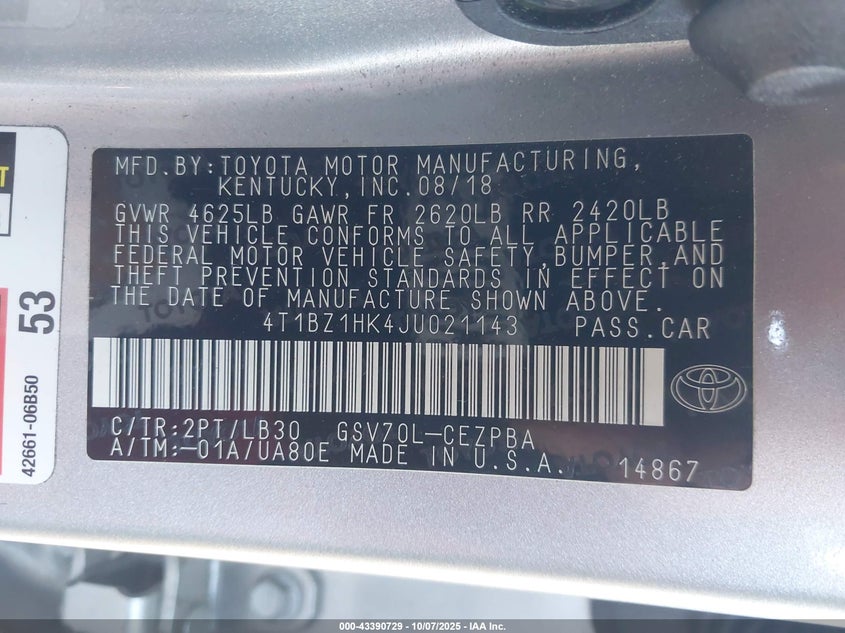 MFD.BY:TOYOTA MOTOR MANUFACTURING,
KENTUCKY,INC.08/18
GVWR 4625LB GAWR FR 2620LB RR 2420LB
THIS VEHICLE CONFORMS TO ALL APPLICABLE
FEDERAL MOTOR VEHICLE SAFETY,BUMPER,AND
THEFT PREVENTION STANDARDS IN EFFECT ON
THE DATE OF MANUFACTURE SHOWN ABOVE.
4T1BZ1HK4JU021143 PASS.CAR
C/TR:2PT/LB30 GSV70L-CEZPBA
A/TM:-01A/UA80E MADE IN U.S.A. 14867
53
42661-06B50
000-43390729 - 10/07/2025 - IAA Inc.